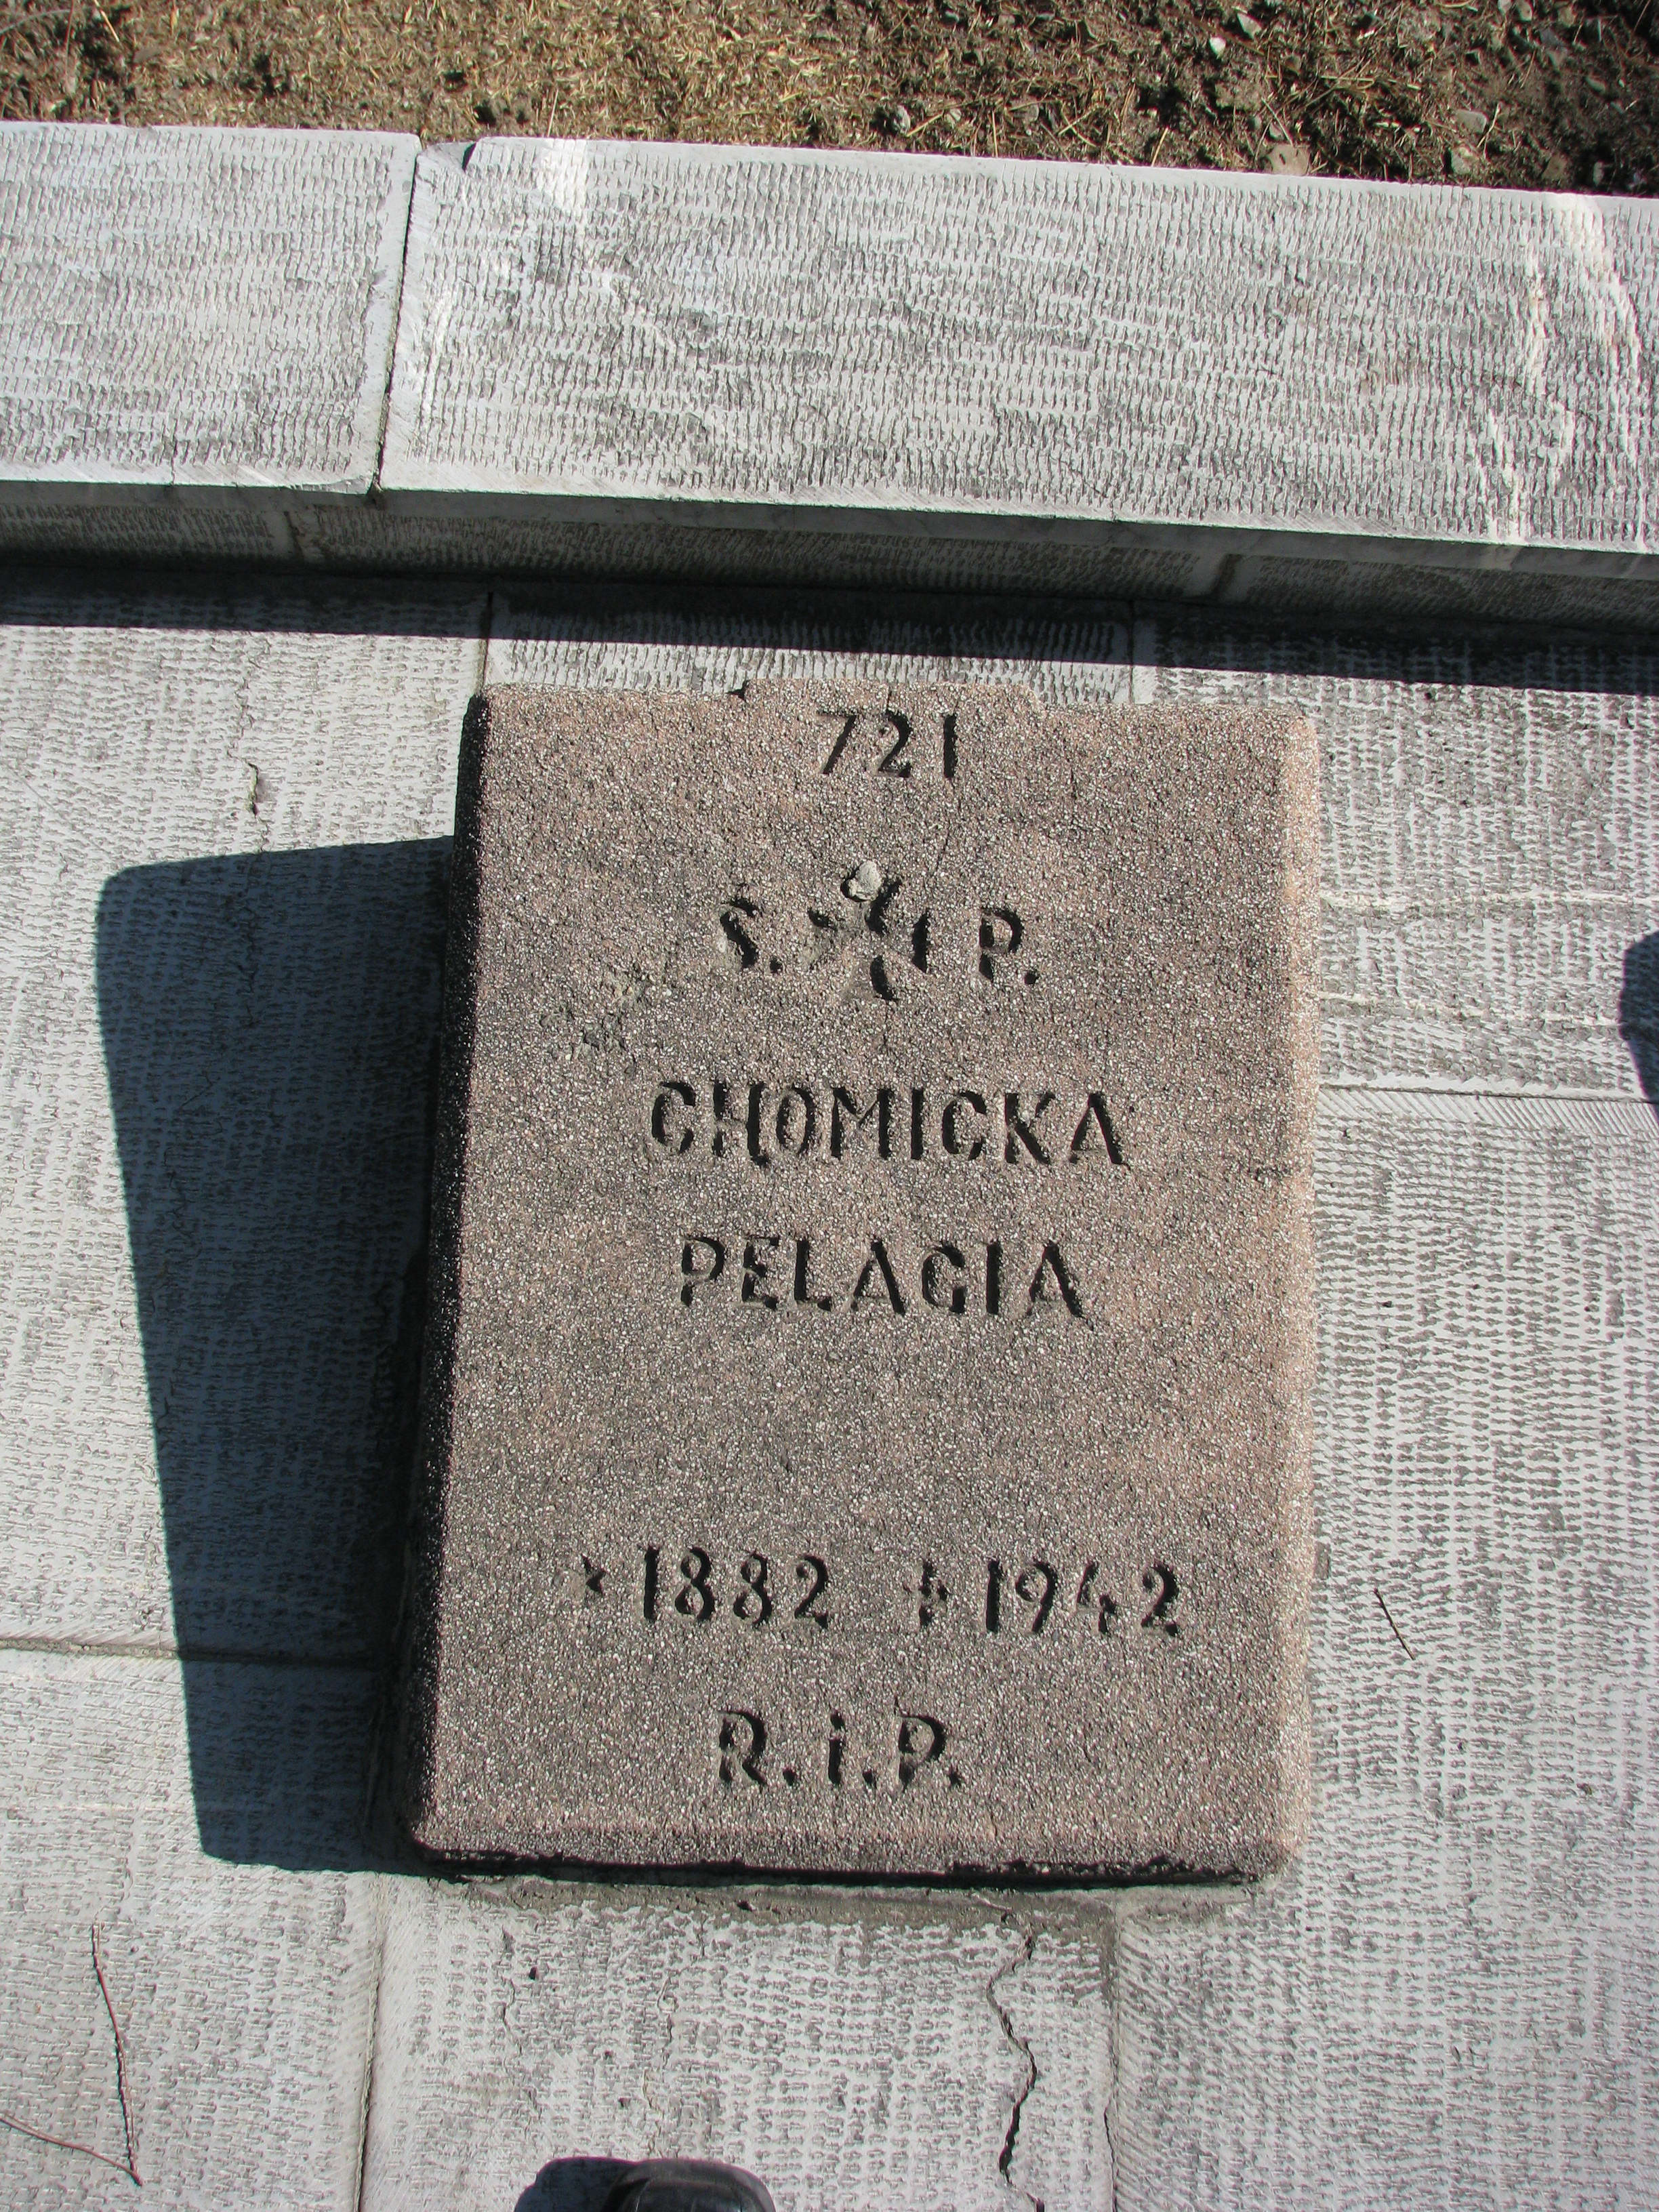 721
Ś. P.
CHOMICKA
PELAGIA
* 1882 + 1942
R.i.P.